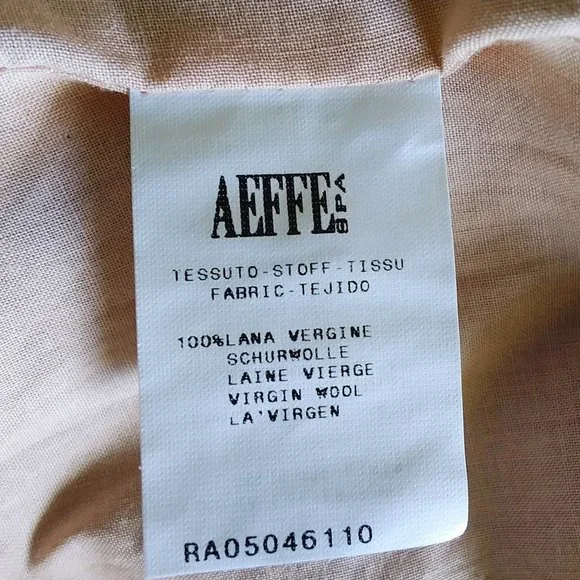 AEFFE SPA
TESSUTO-STOFF-TISSU
FABRIC-TEJIDO
100%LANA VERGINE
SCHURWOLLE
LAINE VIERGE
VIRGIN WOOL
LA'VIRGEN
RA05046110